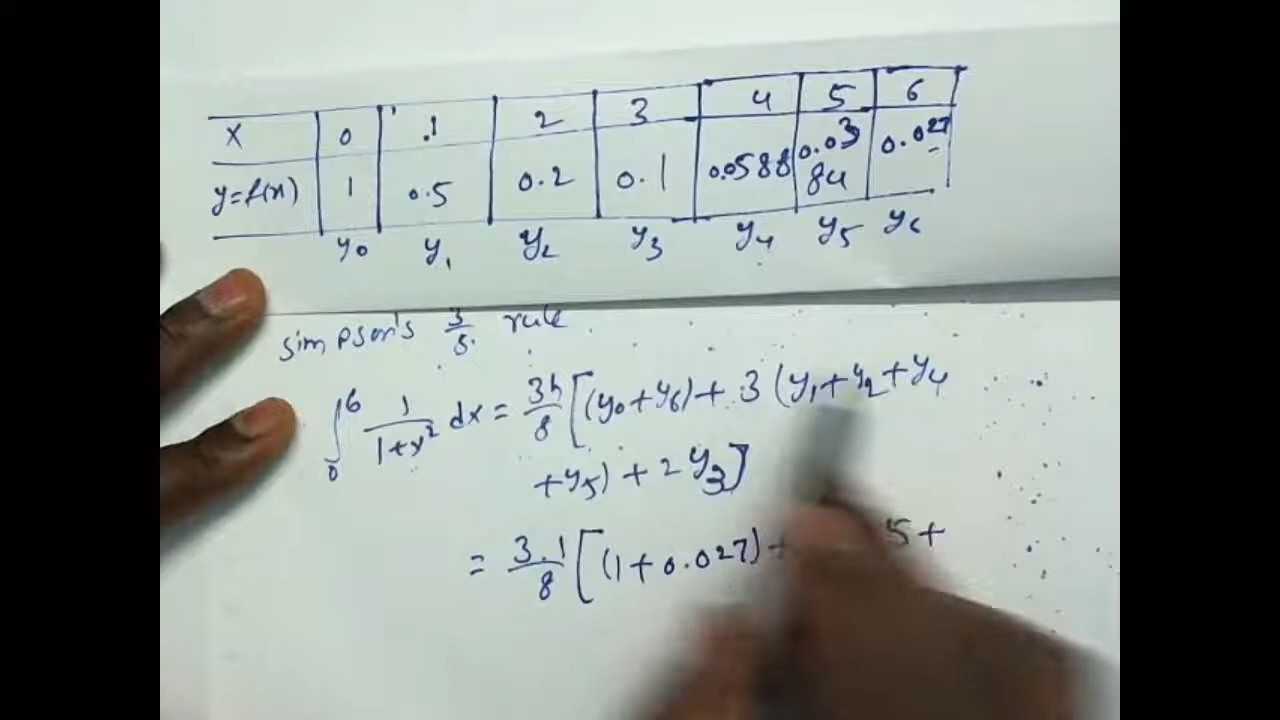 x 0 .1 2 3 4 5 6
y=f(x) 1 0.5 0.2 0.1 0.0588 0.0384 0.027
y₀ y₁ y₂ y₃ y₄ y₅ y₆
simpson's 3/8 rule
∫₀⁶ 1/(1+x²) dx = 3h/8 [(y₀+y₆)+ 3 (y₁+y₂+y₄
+y₅) + 2 y₃]
= 3.1/8 [(1+0.027)+ 5+